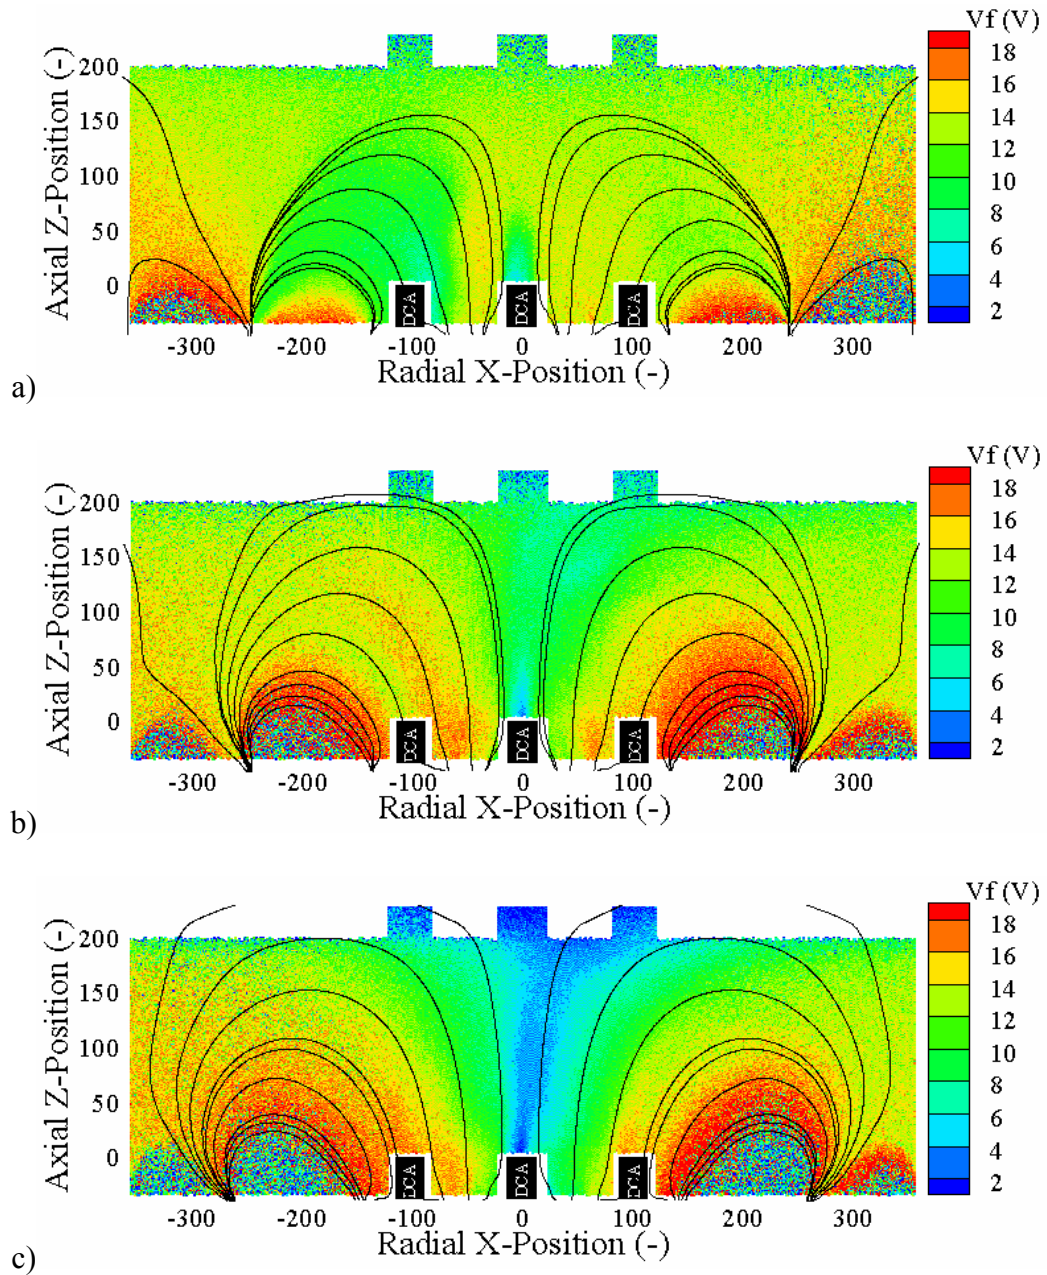 Vf (V)
18
16
14
12
10
8
6
4
2
Axial Z-Position (-)
200
150
100
50
0
DCA DCA DCA
-300 -200 -100 0 100 200 300
Radial X-Position (-)
a)
Vf (V)
18
16
14
12
10
8
6
4
2
Axial Z-Position (-)
200
150
100
50
0
DCA DCA DCA
-300 -200 -100 0 100 200 300
Radial X-Position (-)
b)
Vf (V)
18
16
14
12
10
8
6
4
2
Axial Z-Position (-)
200
150
100
50
0
DCA DCA DCA
-300 -200 -100 0 100 200 300
Radial X-Position (-)
c)